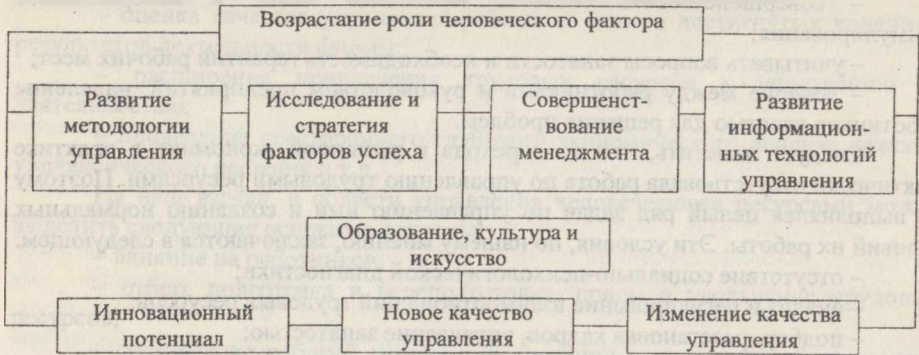 Возрастание роли человеческого фактора
Развитие
методологии
управления
Исследование и
стратегия
факторов успеха
Совершенст-
вование
менеджмента
Развитие
информацион-
ных технологий
управления
Образование, культура и
искусство
Инновационный
потенциал
Новое качество
управления
Изменение качества
управления